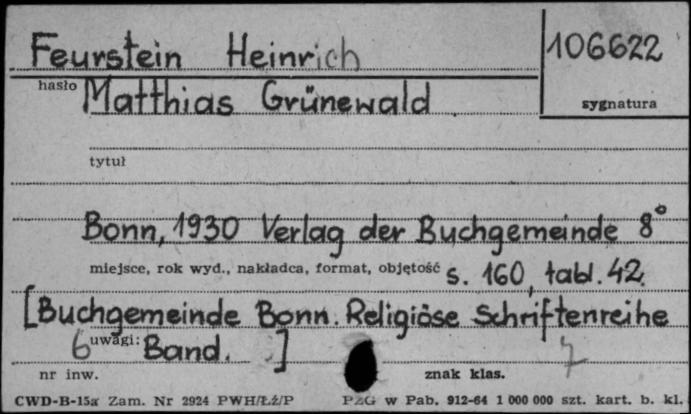 Feurstein Heinrich 106622
hasło Matthias Grünewald sygnatura
tytuł
Bonn, 1930 Verlag der Buchgemeinde 8°
miejsce, rok wyd., nakładca, format, objętość s. 160, tabl. 42.
[Buchgemeinde Bonn. Religiöse Schriftenreihe
6 uwagi: Band. ] 7
nr inw. znak klas.
CWD-B-15a Zam. Nr 2924 PWH/Łź/P PZG w Pab. 912-64 1 000 000 szt. kart. b. kl.